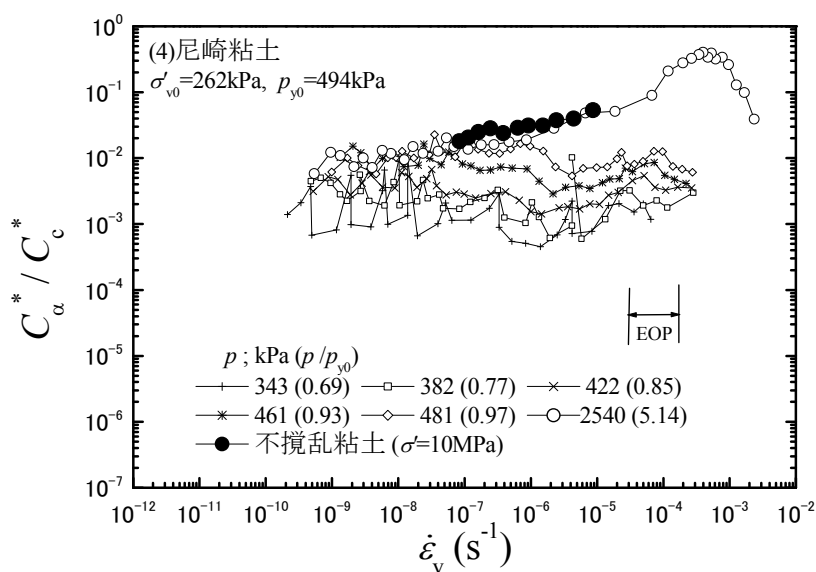 (4)尼崎粘土
σ'v0=262kPa, py0=494kPa
10^0
10^-1
10^-2
10^-3
10^-4
10^-5
10^-6
10^-7
Cα* / Cc*
EOP
p ; kPa (p /py0)
343 (0.69) 382 (0.77) 422 (0.85)
461 (0.93) 481 (0.97) 2540 (5.14)
不撹乱粘土 (σ'=10MPa)
10^-12 10^-11 10^-10 10^-9 10^-8 10^-7 10^-6 10^-5 10^-4 10^-3 10^-2
ε̇v (s^-1)